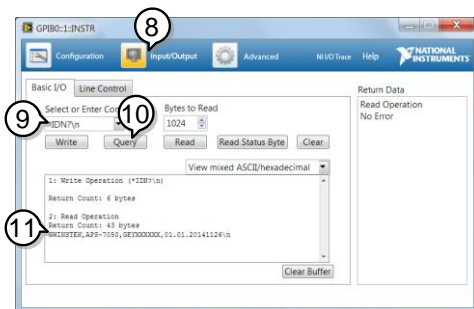 8
GPIB0::1::INSTR
Configuration Input/Output Advanced NI I/O Trace Help NATIONAL INSTRUMENTS
Basic I/O Line Control
Return Data
9 Select or Enter Co 10 Bytes to Read
Read Operation
No Error
*IDN?\n 1024
Write Query Read Read Status Byte Clear
View mixed ASCII/hexadecimal
1: Write Operation (*IDN?\n)
Return Count: 6 bytes
2: Read Operation
11 Return Count: 43 bytes
GWINSTEK,APS-7050,GEYXXXXXX,01.01.20141126\n
Clear Buffer